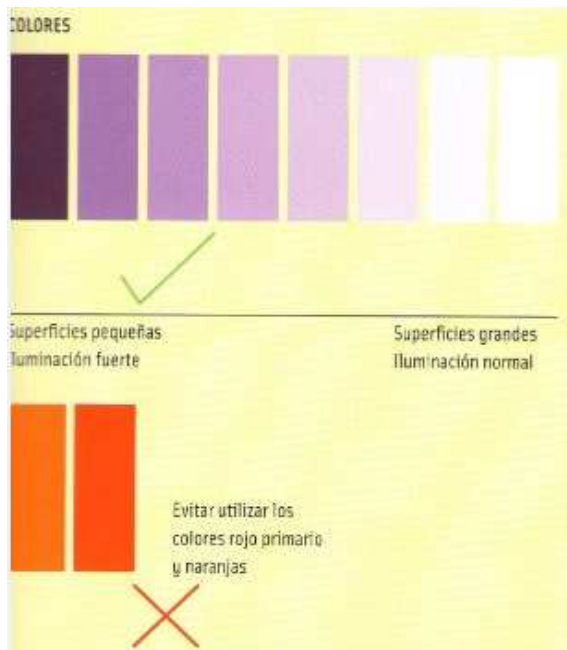 COLORES
Superficies pequeñas
Iluminación fuerte
Superficies grandes
Iluminación normal
Evitar utilizar los
colores rojo primario
y naranjas